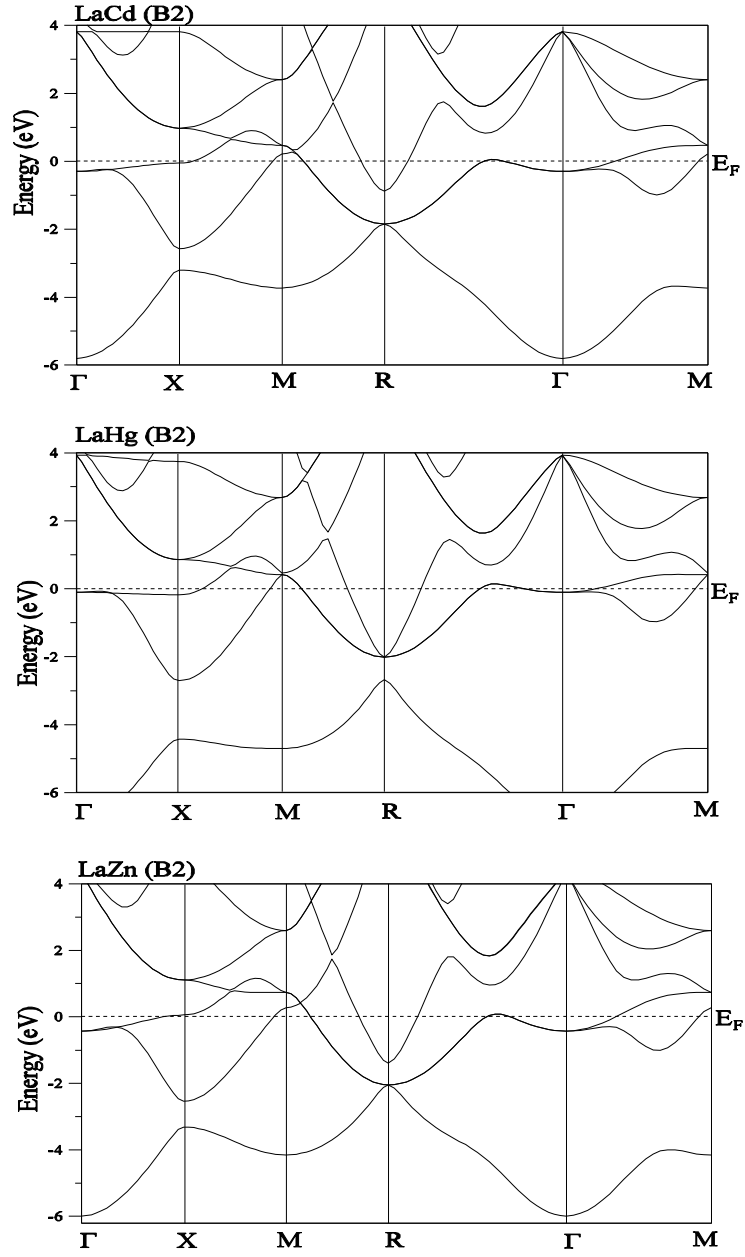 LaCd (B2)
4
2
0
-2
-4
-6
Energy (eV)
E_F
Γ X M R Γ M
LaHg (B2)
4
2
0
-2
-4
-6
Energy (eV)
E_F
Γ X M R Γ M
LaZn (B2)
4
2
0
-2
-4
-6
Energy (eV)
E_F
Γ X M R Γ M